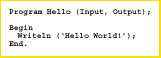 Program Hello (Input, Output);
Begin
Writeln ('Hello World!');
End.